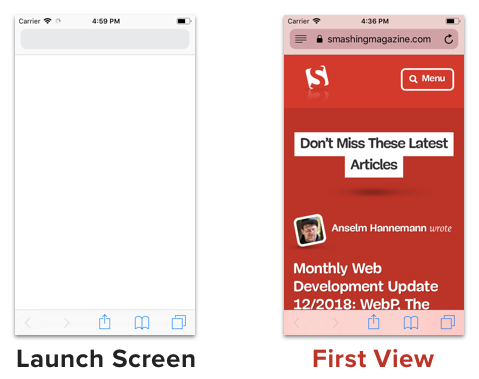 Carrier 4:59 PM
Carrier 4:36 PM
smashingmagazine.com
S
Menu
Don't Miss These Latest
Articles
Anselm Hannemann wrote
Monthly Web
Development Update
12/2018: WebP, The
Launch Screen
First View